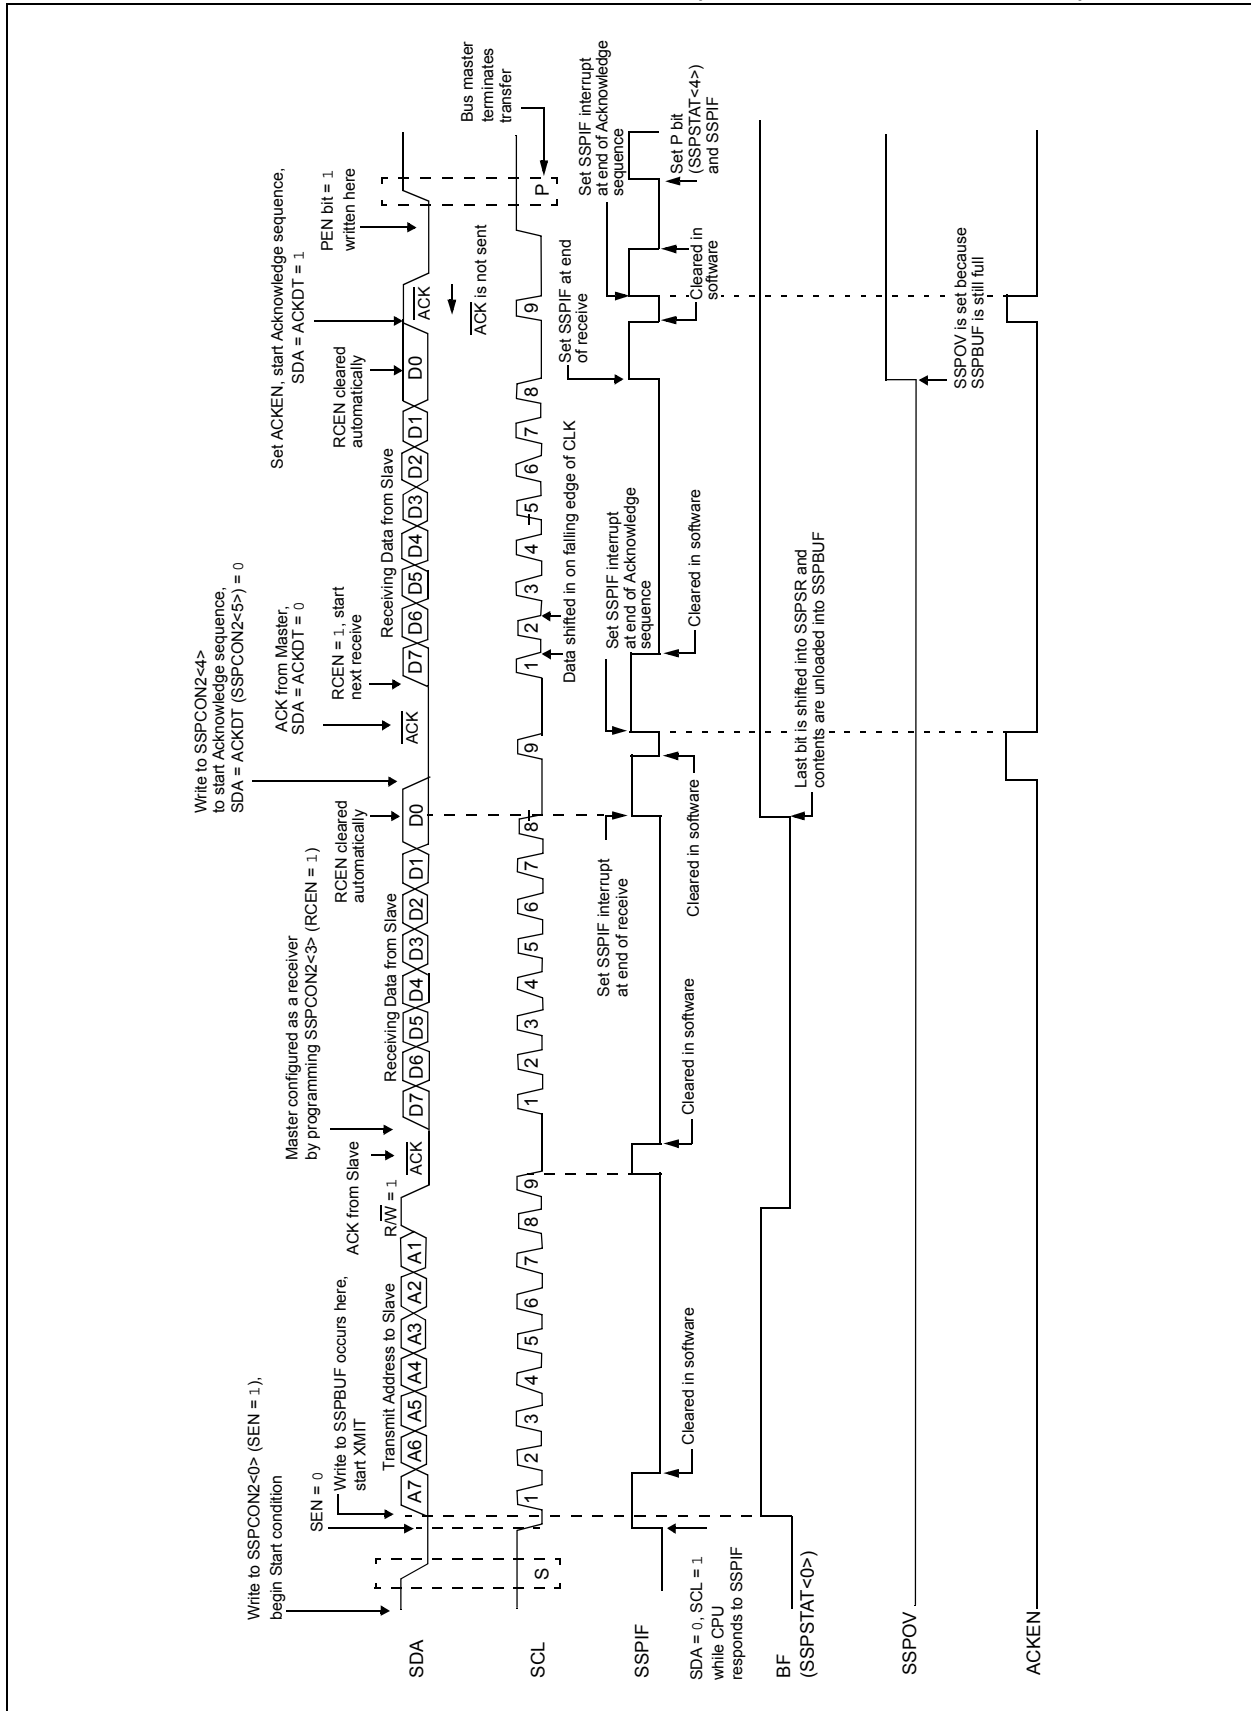 Write to SSPCON2<0> (SEN = 1),
begin Start condition
SEN = 0
Write to SSPBUF occurs here,
start XMIT
Transmit Address to Slave
ACK from Slave
R/W = 1
Master configured as a receiver
by programming SSPCON2<3> (RCEN = 1)
Receiving Data from Slave
RCEN cleared
automatically
Write to SSPCON2<4>
to start Acknowledge sequence,
SDA = ACKDT (SSPCON2<5>) = 0
ACK from Master,
SDA = ACKDT = 0
RCEN = 1, start
next receive
Receiving Data from Slave
RCEN cleared
automatically
Set ACKEN, start Acknowledge sequence,
SDA = ACKDT = 1
PEN bit = 1
written here
SDA
A7 A6 A5 A4 A3 A2 A1
ACK
D7 D6 D5 D4 D3 D2 D1 D0
ACK
D7 D6 D5 D4 D3 D2 D1 D0
ACK
ACK is not sent
Bus master
terminates
transfer
SCL
S
1 2 3 4 5 6 7 8 9
1 2 3 4 5 6 7 8 9
1 2 3 4 5 6 7 8 9
P
Data shifted in on falling edge of CLK
SSPIF
SDA = 0, SCL = 1
while CPU
responds to SSPIF
Cleared in software
Cleared in software
Set SSPIF interrupt
at end of receive
Cleared in software
Set SSPIF interrupt
at end of Acknowledge
sequence
Cleared in software
Set SSPIF at end
of receive
Cleared in
software
Set SSPIF interrupt
at end of Acknowledge
sequence
Set P bit
(SSPSTAT<4>)
and SSPIF
BF
(SSPSTAT<0>)
Last bit is shifted into SSPSR and
contents are unloaded into SSPBUF
SSPOV
SSPOV is set because
SSPBUF is still full
ACKEN